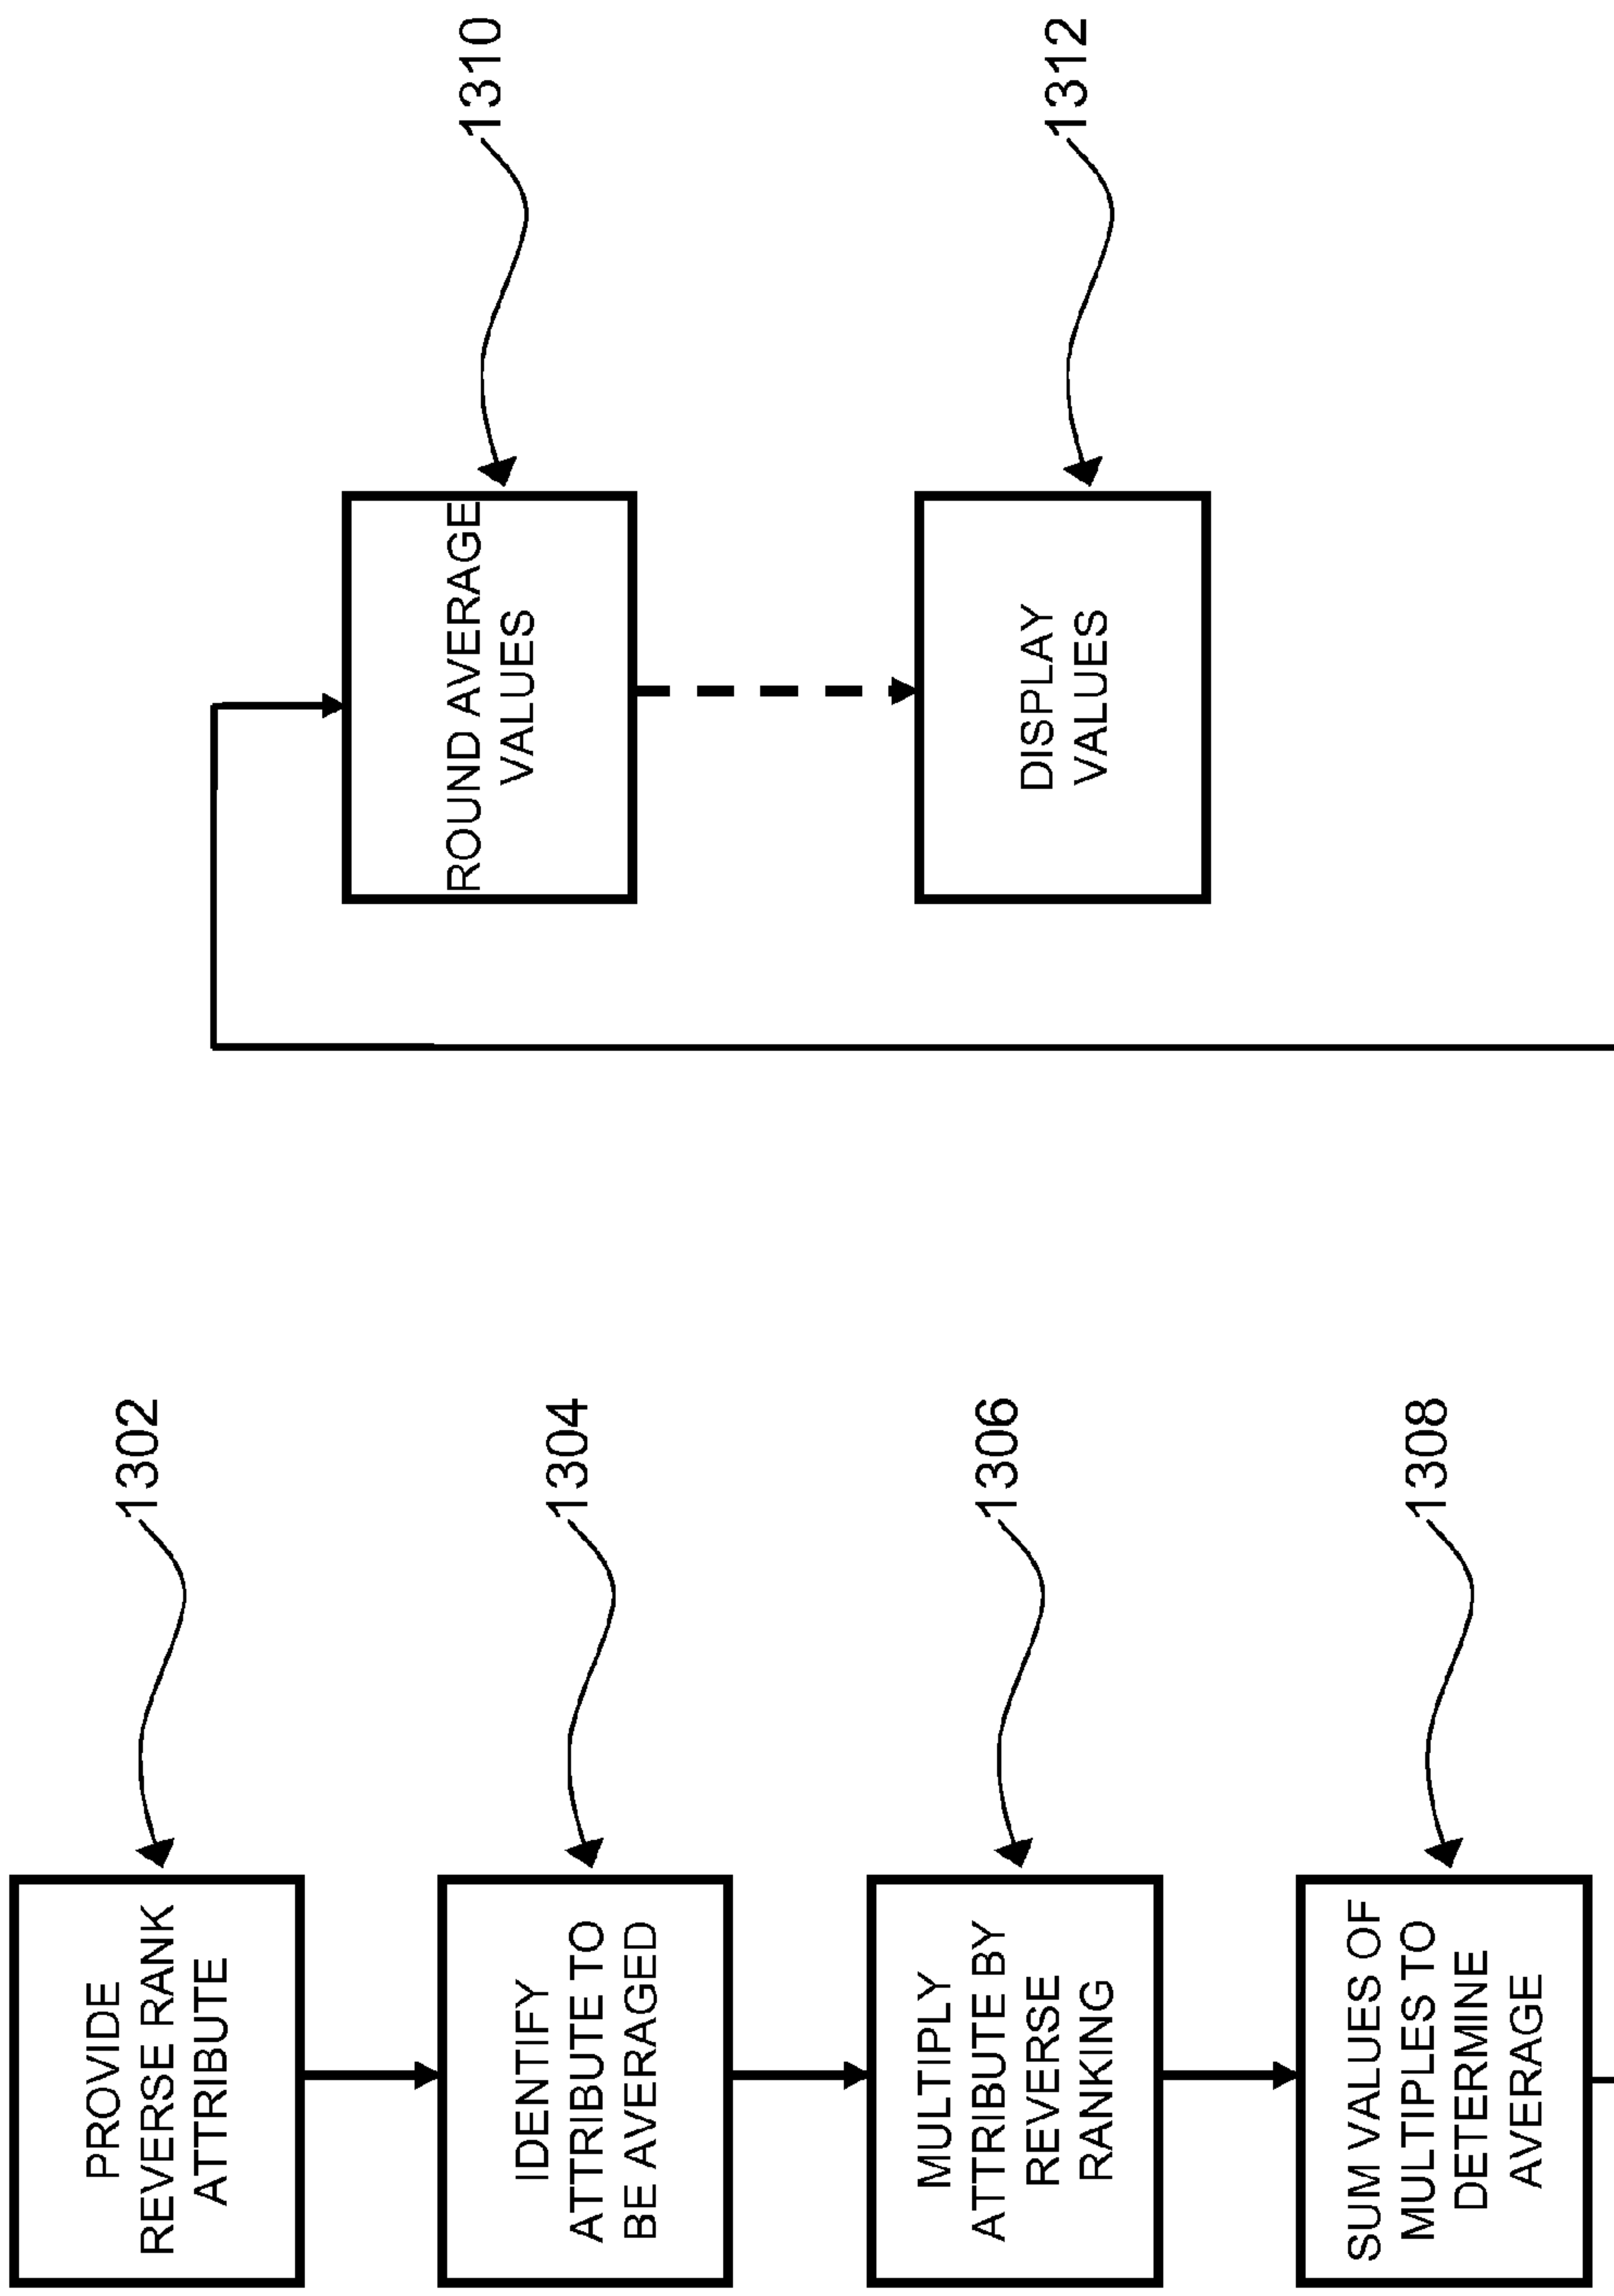 PROVIDE
REVERSE RANK
ATTRIBUTE
1302
IDENTIFY
ATTRIBUTE TO
BE AVERAGED
1304
MULTIPLY
ATTRIBUTE BY
REVERSE
RANKING
1306
SUM VALUES OF
MULTIPLES TO
DETERMINE
AVERAGE
1308
ROUND AVERAGE
VALUES
1310
DISPLAY
VALUES
1312